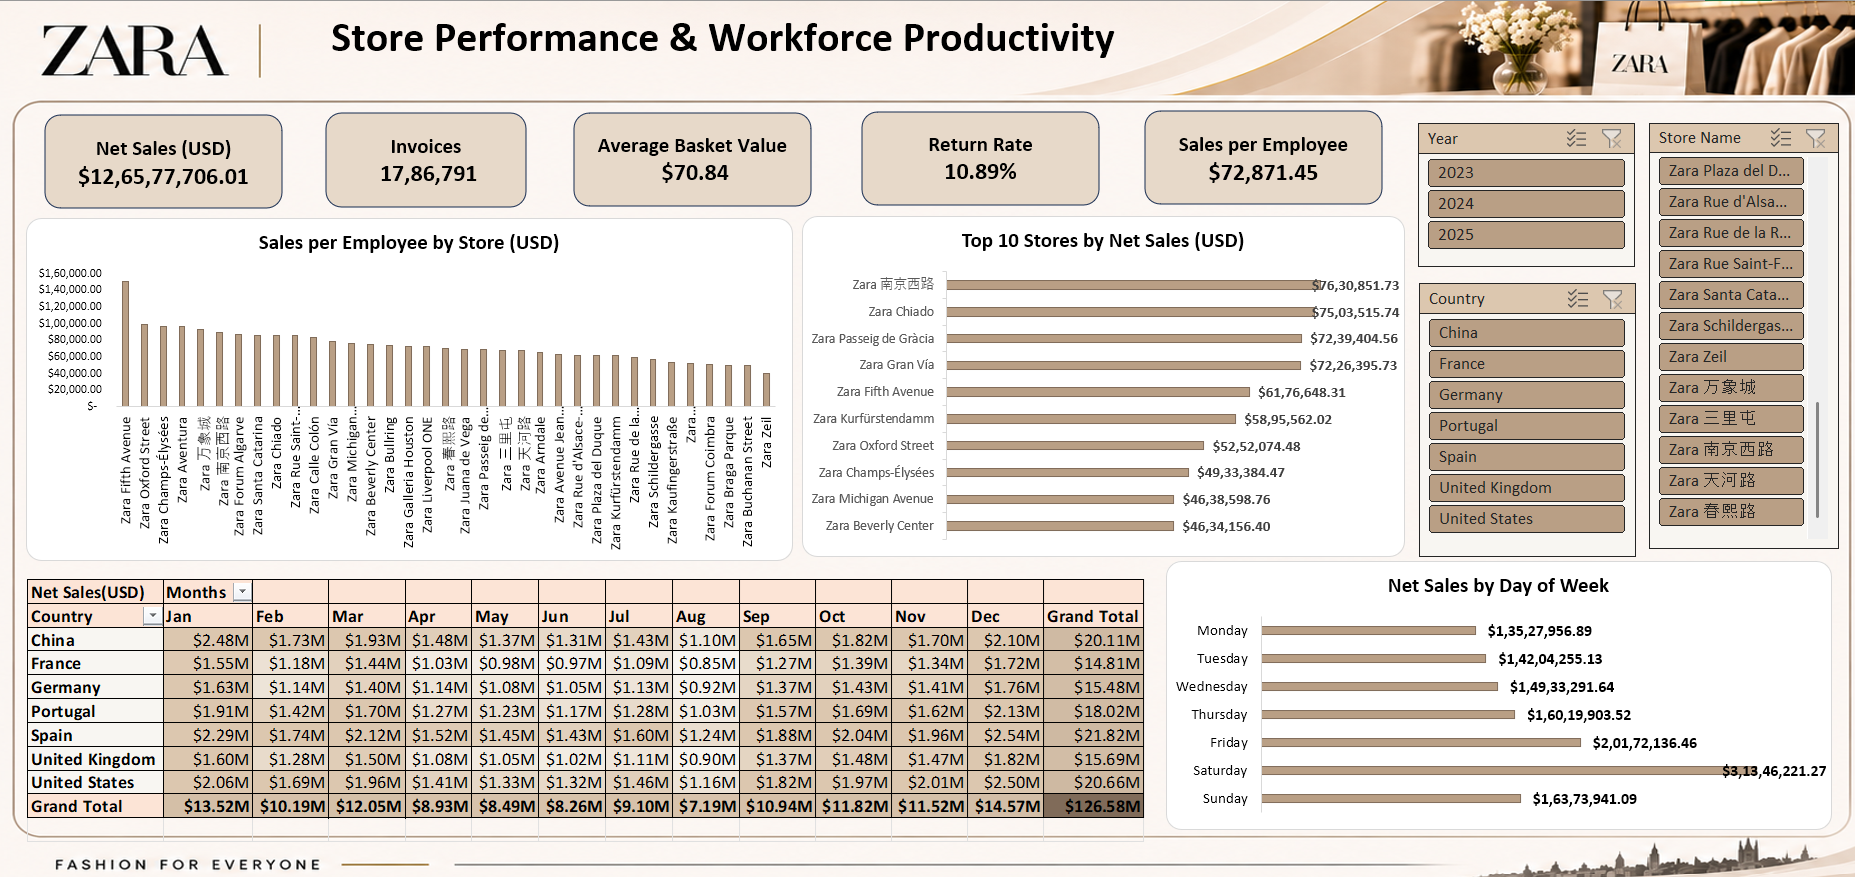 ZARA
Store Performance & Workforce Productivity
ZARA
Net Sales (USD)
$12,65,77,706.01
Invoices
17,86,791
Average Basket Value
$70.84
Return Rate
10.89%
Sales per Employee
$72,871.45
Year
2023
2024
2025
Country
China
France
Germany
Portugal
Spain
United Kingdom
United States
Store Name
Zara Plaza del D...
Zara Rue d'Alsa...
Zara Rue de la R...
Zara Rue Saint-F...
Zara Santa Cata...
Zara Schildergas...
Zara Zeil
Zara 万象城
Zara 三里屯
Zara 南京西路
Zara 天河路
Zara 春熙路
Sales per Employee by Store (USD)
$1,60,000.00
$1,40,000.00
$1,20,000.00
$1,00,000.00
$80,000.00
$60,000.00
$40,000.00
$20,000.00
$-
Zara Fifth Avenue
Zara Oxford Street
Zara Champs-Élysées
Zara Aventura
Zara 万象城
Zara 南京西路
Zara Forum Algarve
Zara Santa Catarina
Zara Chiado
Zara Rue Saint-...
Zara Calle Colón
Zara Gran Vía
Zara Michigan...
Zara Beverly Center
Zara Bullring
Zara Galleria Houston
Zara Liverpool ONE
Zara 春熙路
Zara Juana de Vega
Zara Passeig de...
Zara 三里屯
Zara 天河路
Zara Arndale
Zara Avenue Jean...
Zara Rue d'Alsace-...
Zara Plaza del Duque
Zara Kurfürstendamm
Zara Rue de la...
Zara Schildergasse
Zara Kaufingerstraße
Zara...
Zara Forum Coimbra
Zara Braga Parque
Zara Buchanan Street
Zara Zeil
Top 10 Stores by Net Sales (USD)
Zara 南京西路 $76,30,851.73
Zara Chiado $75,03,515.74
Zara Passeig de Gràcia $72,39,404.56
Zara Gran Vía $72,26,395.73
Zara Fifth Avenue $61,76,648.31
Zara Kurfürstendamm $58,95,562.02
Zara Oxford Street $52,52,074.48
Zara Champs-Élysées $49,33,384.47
Zara Michigan Avenue $46,38,598.76
Zara Beverly Center $46,34,156.40
Net Sales(USD) Months
Country Jan Feb Mar Apr May Jun Jul Aug Sep Oct Nov Dec Grand Total
China $2.48M $1.73M $1.93M $1.48M $1.37M $1.31M $1.43M $1.10M $1.65M $1.82M $1.70M $2.10M $20.11M
France $1.55M $1.18M $1.44M $1.03M $0.98M $0.97M $1.09M $0.85M $1.27M $1.39M $1.34M $1.72M $14.81M
Germany $1.63M $1.14M $1.40M $1.14M $1.08M $1.05M $1.13M $0.92M $1.37M $1.43M $1.41M $1.76M $15.48M
Portugal $1.91M $1.42M $1.70M $1.27M $1.23M $1.17M $1.28M $1.03M $1.57M $1.69M $1.62M $2.13M $18.02M
Spain $2.29M $1.74M $2.12M $1.52M $1.45M $1.43M $1.60M $1.24M $1.88M $2.04M $1.96M $2.54M $21.82M
United Kingdom $1.60M $1.28M $1.50M $1.08M $1.05M $1.02M $1.11M $0.90M $1.37M $1.48M $1.47M $1.82M $15.69M
United States $2.06M $1.69M $1.96M $1.41M $1.33M $1.32M $1.46M $1.16M $1.82M $1.97M $2.01M $2.50M $20.66M
Grand Total $13.52M $10.19M $12.05M $8.93M $8.49M $8.26M $9.10M $7.19M $10.94M $11.82M $11.52M $14.57M $126.58M
Net Sales by Day of Week
Monday $1,35,27,956.89
Tuesday $1,42,04,255.13
Wednesday $1,49,33,291.64
Thursday $1,60,19,903.52
Friday $2,01,72,136.46
Saturday $3,13,46,221.27
Sunday $1,63,73,941.09
FASHION FOR EVERYONE